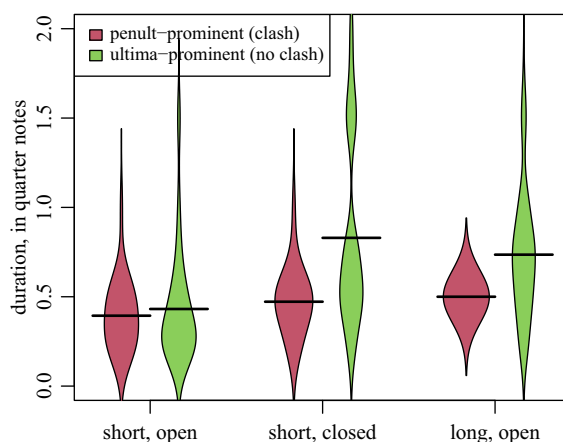 penult−prominent (clash)
ultima−prominent (no clash)
duration, in quarter notes
2.0
1.5
1.0
0.5
0.0
short, open
short, closed
long, open